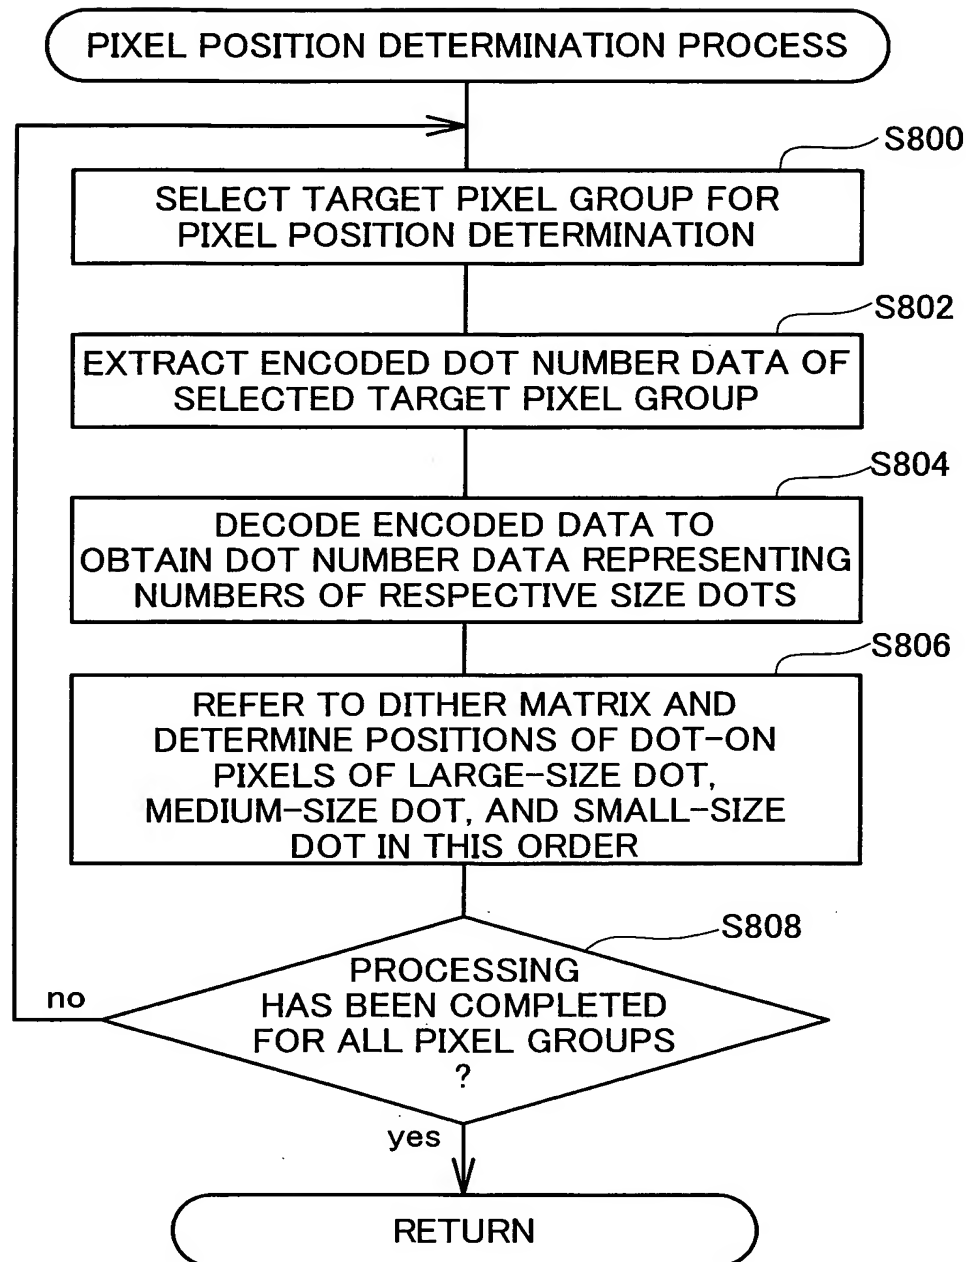 PIXEL POSITION DETERMINATION PROCESS
S800
SELECT TARGET PIXEL GROUP FOR
PIXEL POSITION DETERMINATION
S802
EXTRACT ENCODED DOT NUMBER DATA OF
SELECTED TARGET PIXEL GROUP
S804
DECODE ENCODED DATA TO
OBTAIN DOT NUMBER DATA REPRESENTING
NUMBERS OF RESPECTIVE SIZE DOTS
S806
REFER TO DITHER MATRIX AND
DETERMINE POSITIONS OF DOT-ON
PIXELS OF LARGE-SIZE DOT,
MEDIUM-SIZE DOT, AND SMALL-SIZE
DOT IN THIS ORDER
S808
PROCESSING
HAS BEEN COMPLETED
FOR ALL PIXEL GROUPS
?
no
yes
RETURN